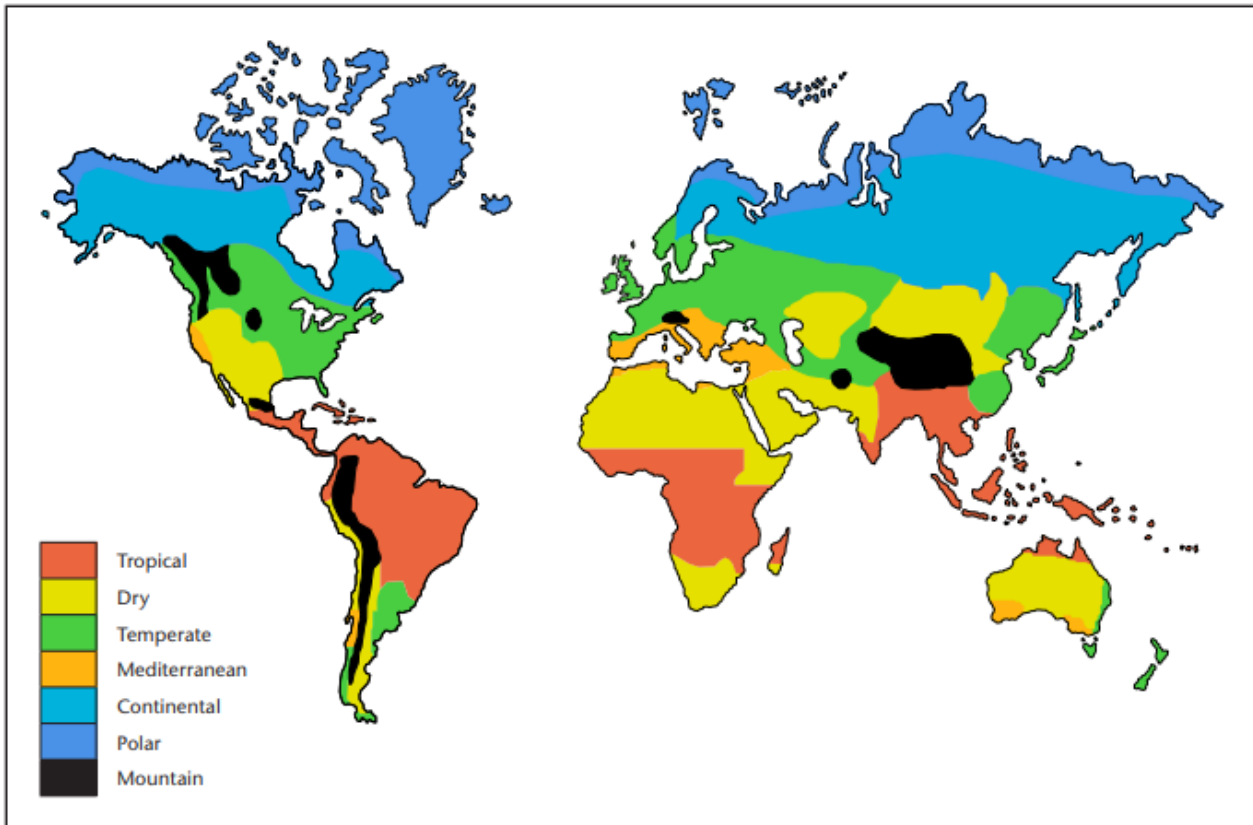 Tropical
Dry
Temperate
Mediterranean
Continental
Polar
Mountain